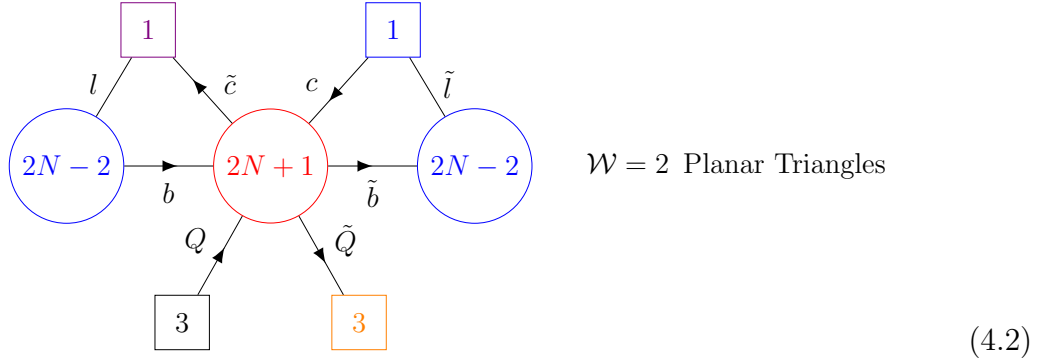 1 1
l c̃ c l̃
2N − 2 2N + 1 2N − 2 𝒲 = 2 Planar Triangles
b b̃
Q Q̃
3 3
(4.2)